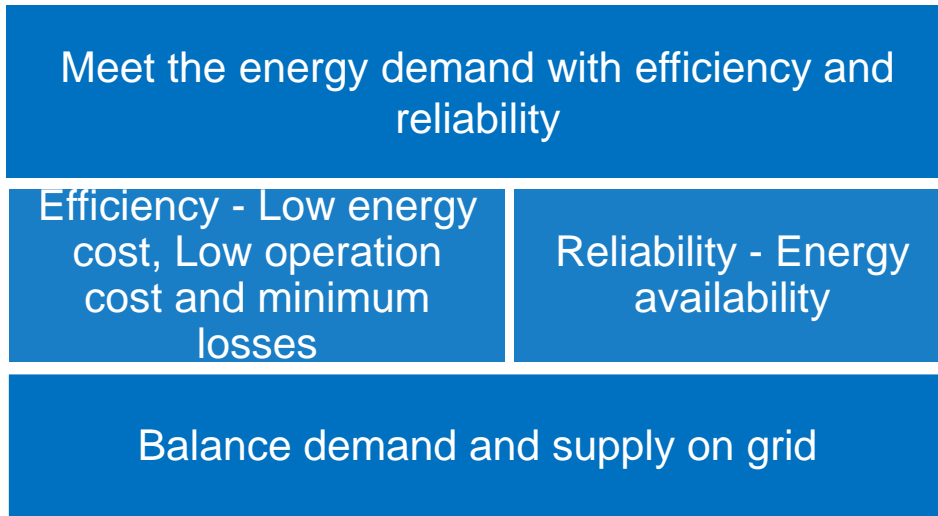 Meet the energy demand with efficiency and
reliability
Efficiency - Low energy
cost, Low operation
cost and minimum
losses
Reliability - Energy
availability
Balance demand and supply on grid